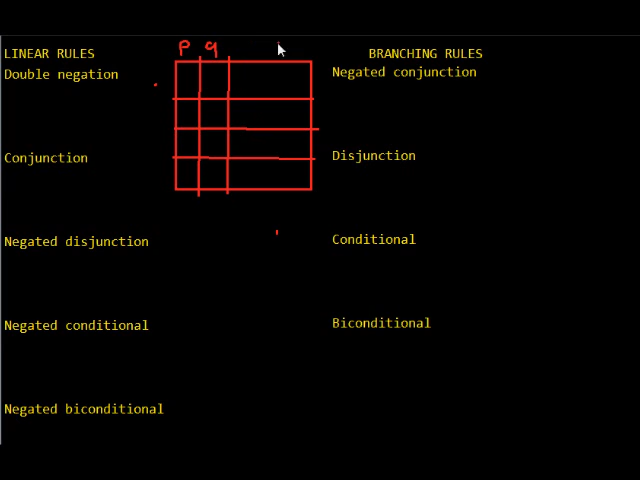 LINEAR RULES
Double negation
Conjunction
Negated disjunction
Negated conditional
Negated biconditional
p q
BRANCHING RULES
Negated conjunction
Disjunction
Conditional
Biconditional